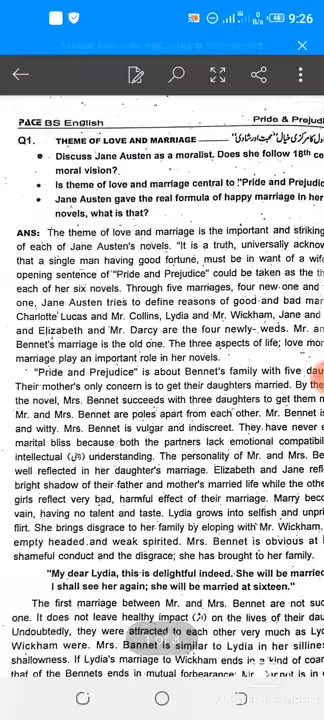 9:26
PACE BS English Pride & Prejudi
Q1. THEME OF LOVE AND MARRIAGE
Discuss Jane Austen as a moralist. Does she follow 18th ce
moral vision?
Is theme of love and marriage central to "Pride and Prejudic
Jane Austen gave the real formula of happy marriage in her
novels, what is that?
ANS: The theme of love and marriage is the important and striking
of each of Jane Austen's novels. "It is a truth, universally acknow
that a single man having good fortune, must be in want of a wife
opening sentence of "Pride and Prejudice" could be taken as the th
each of her six novels. Through five marriages, four new one and
one, Jane Austen tries to define reasons of good and bad mar
Charlotte Lucas and Mr. Collins, Lydia and Mr. Wickham, Jane and
and Elizabeth and Mr. Darcy are the four newly-weds. Mr. an
Bennet's marriage is the old one. The three aspects of life; love mon
marriage play an important role in her novels.
"Pride and Prejudice" is about Bennet's family with five dau
Their mother's only concern is to get their daughters married. By the
the novel, Mrs. Bennet succeeds with three daughters to get them m
Mr. and Mrs. Bennet are poles apart from each other. Mr. Bennet is
and witty. Mrs. Bennet is vulgar and indiscreet. They have never e
marital bliss because both the partners lack emotional compatibil
intellectual understanding. The personality of Mr. and Mrs. Be
well reflected in her daughter's marriage. Elizabeth and Jane refl
bright shadow of their father and mother's married life while the othe
girls reflect very bad, harmful effect of their marriage. Marry beco
vain, having no talent and taste. Lydia grows into selfish and unpri
flirt. She brings disgrace to her family by eloping with Mr. Wickham.
empty headed and weak spirited. Mrs. Bennet is obvious at
shameful conduct and the disgrace; she has brought to her family.
"My dear Lydia, this is delightful indeed. She will be married
I shall see her again; she will be married at sixteen."
The first marriage between Mr. and Mrs. Bennet are not suc
one. It does not leave healthy impact (اثر) on the lives of their dau
Undoubtedly, they were attracted to each other very much as Lyd
Wickham were. Mrs. Bannet is similar to Lydia in her sillines
shallowness. If Lydia's marriage to Wickham ends in a kind of coar
that of the Bennets ends in mutual forbearance; Mr. is in